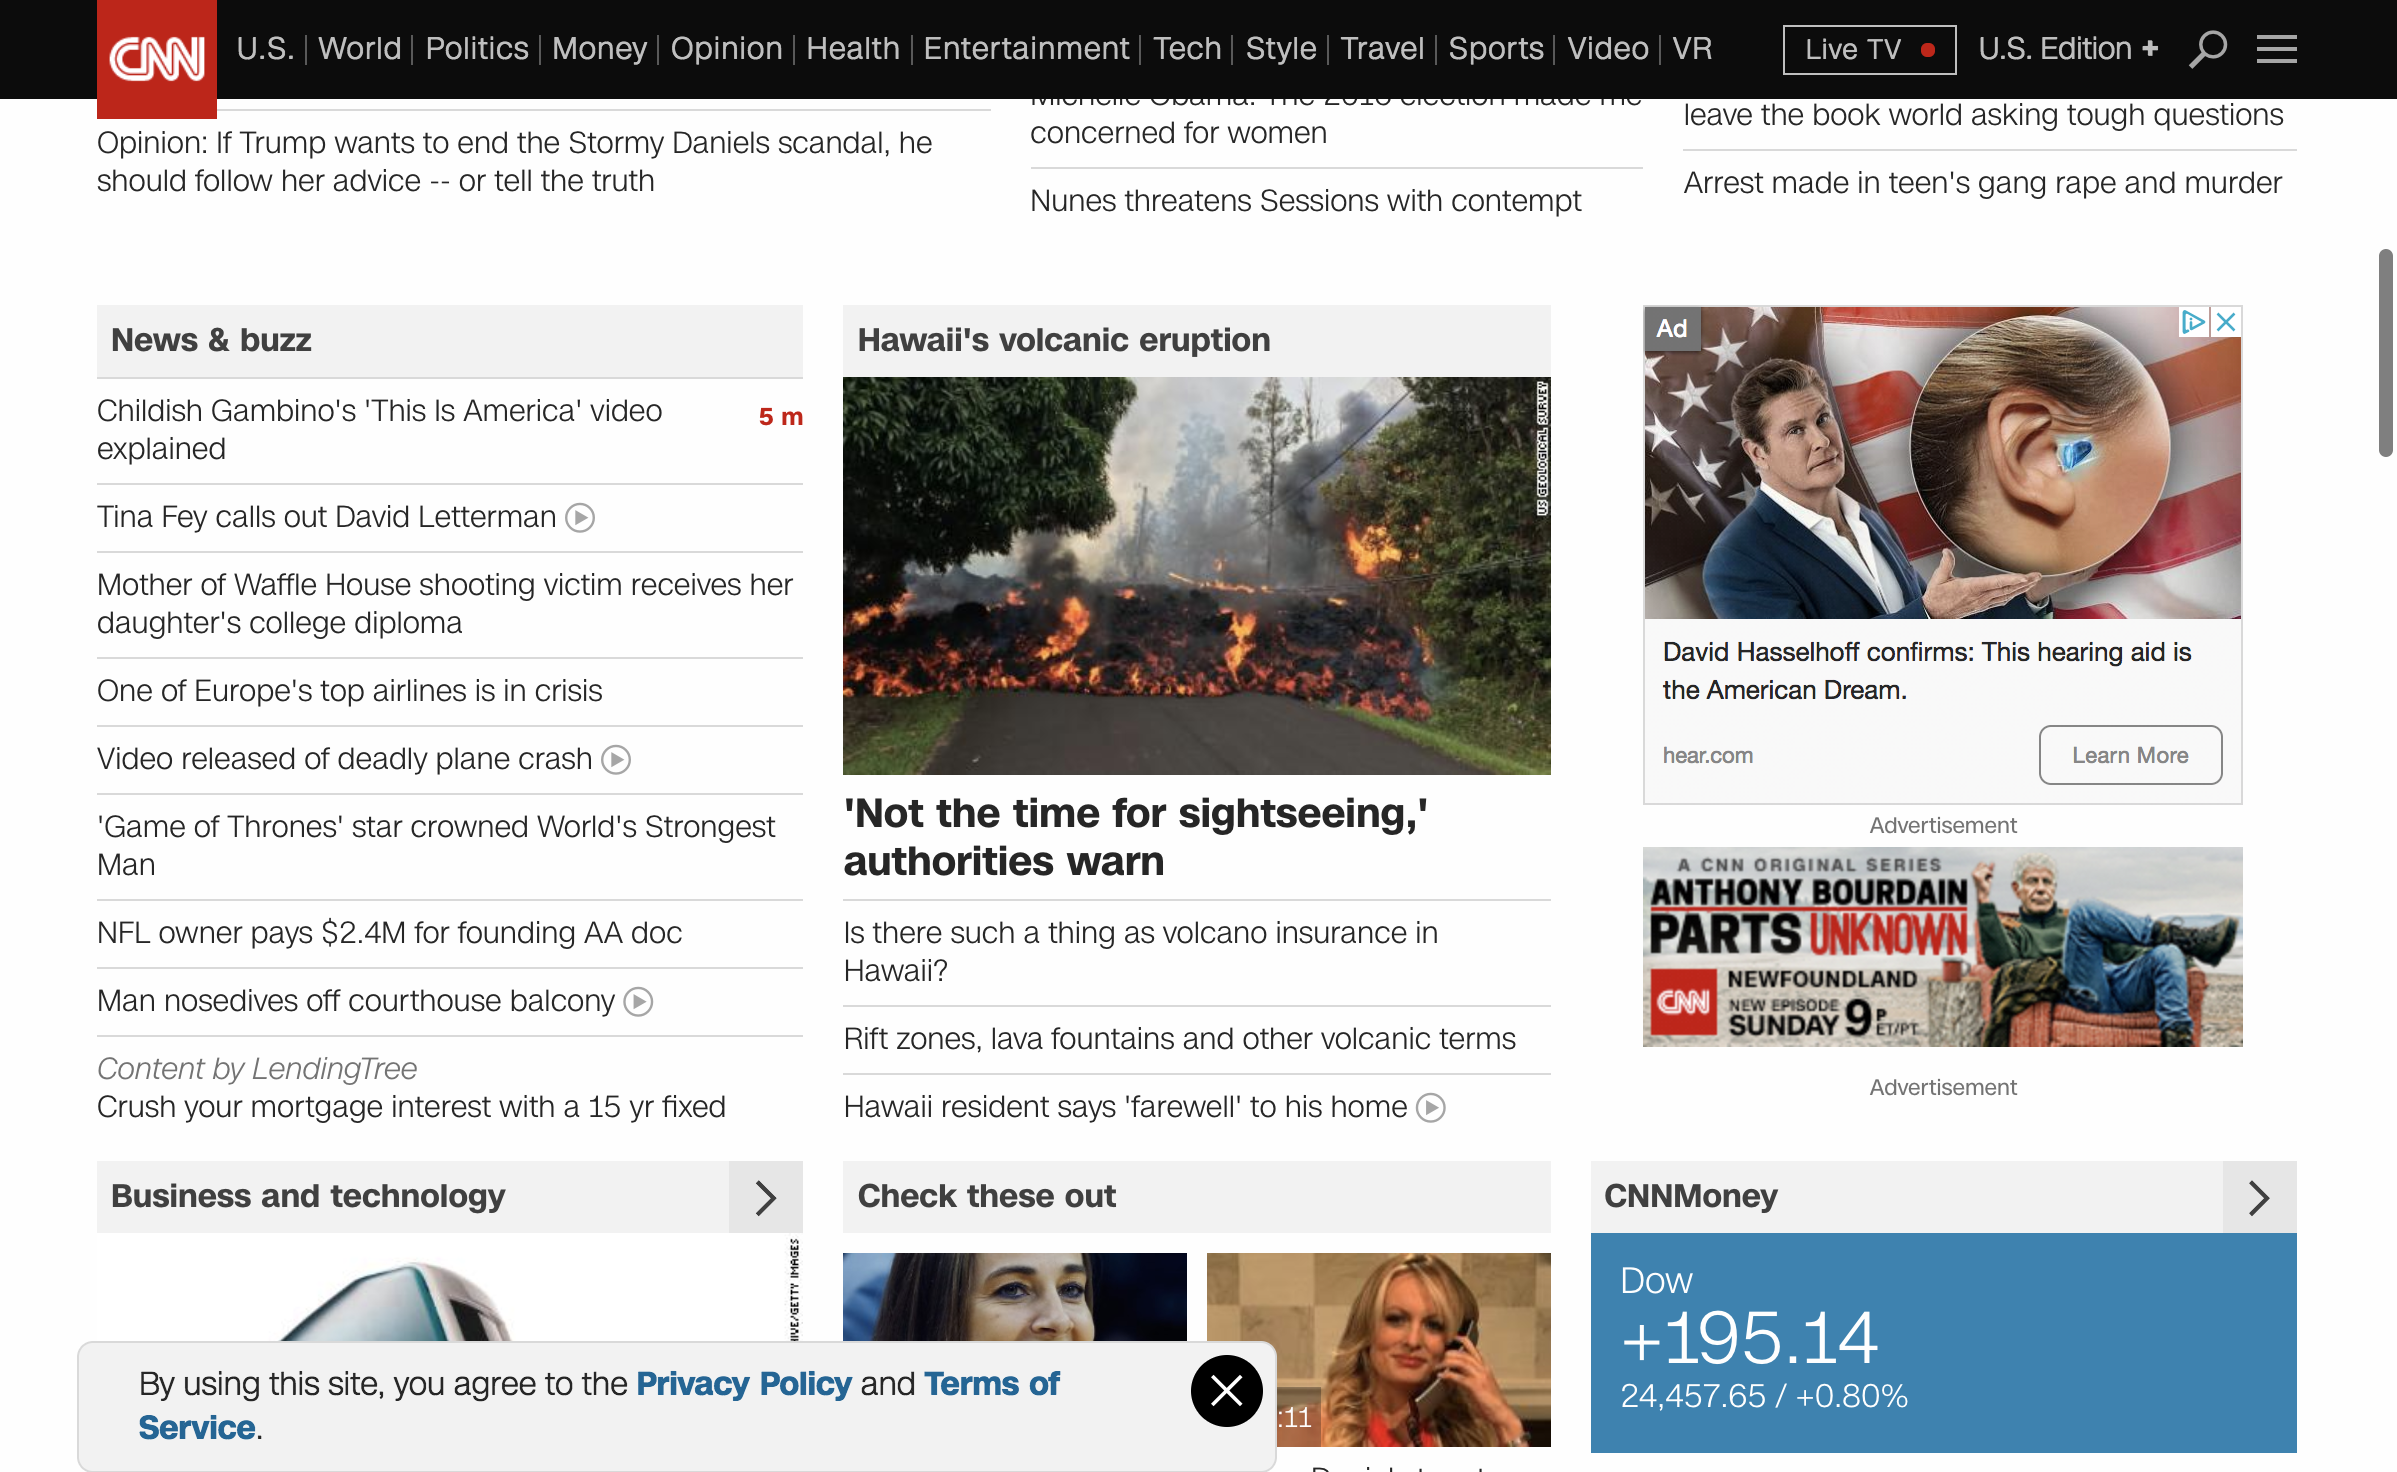 CNN
U.S. World Politics Money Opinion Health Entertainment Tech Style Travel Sports Video VR Live TV U.S. Edition +
Opinion: If Trump wants to end the Stormy Daniels scandal, he
should follow her advice -- or tell the truth
Michelle Obama: The 2016 election made me
concerned for women
Nunes threatens Sessions with contempt
leave the book world asking tough questions
Arrest made in teen's gang rape and murder
News & buzz
Childish Gambino's 'This Is America' video
explained
5 m
Tina Fey calls out David Letterman
Mother of Waffle House shooting victim receives her
daughter's college diploma
One of Europe's top airlines is in crisis
Video released of deadly plane crash
'Game of Thrones' star crowned World's Strongest
Man
NFL owner pays $2.4M for founding AA doc
Man nosedives off courthouse balcony
Content by LendingTree
Crush your mortgage interest with a 15 yr fixed
Hawaii's volcanic eruption
US GEOLOGICAL SURVEY
'Not the time for sightseeing,'
authorities warn
Is there such a thing as volcano insurance in
Hawaii?
Rift zones, lava fountains and other volcanic terms
Hawaii resident says 'farewell' to his home
Ad
David Hasselhoff confirms: This hearing aid is
the American Dream.
hear.com
Learn More
Advertisement
A CNN ORIGINAL SERIES
ANTHONY BOURDAIN
PARTS UNKNOWN
CNN
NEWFOUNDLAND
NEW EPISODE
SUNDAY 9P
ET/PT
Advertisement
Business and technology
HIVE/GETTY IMAGES
Check these out
:11
CNNMoney
Dow
+195.14
24,457.65 / +0.80%
By using this site, you agree to the Privacy Policy and Terms of
Service.